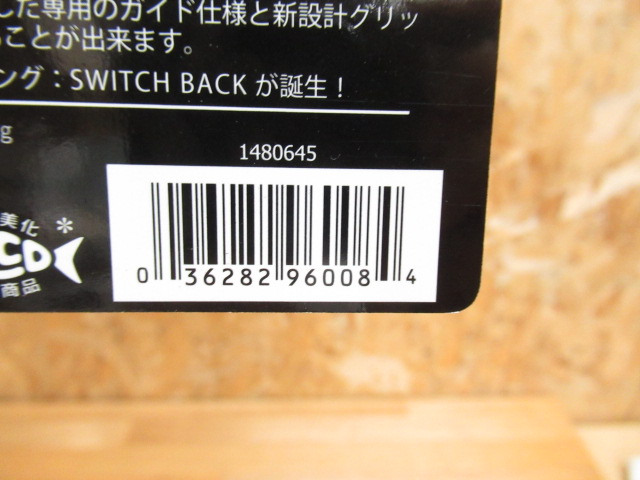 した専用のガイド仕様と新設計グリッ
ることが出来ます。
ング：SWITCH BACK が誕生！
g
1480645
美化
CD
商品
*
0 36282 96008 4